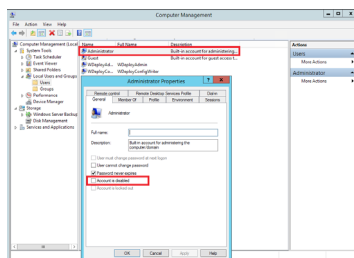 Computer Management
File Action View Help
Computer Management (Local
System Tools
Task Scheduler
Event Viewer
Shared Folders
Local Users and Groups
Users
Groups
Performance
Device Manager
Storage
Windows Server Backup
Disk Management
Services and Applications
Name Full Name Description
Administrator Built-in account for administering...
Guest Built-in account for guest access t...
WDeployAd... WDeployAdmin
WDeployCo... WDeployConfigWriter
Actions
Users
More Actions
Administrator
More Actions
Administrator Properties
Remote control Remote Desktop Services Profile Dial-in
General Member Of Profile Environment Sessions
Administrator
Full name:
Description: Built-in account for administering the
computer/domain
User must change password at next logon
User cannot change password
Password never expires
Account is disabled
Account is locked out
OK Cancel Apply Help